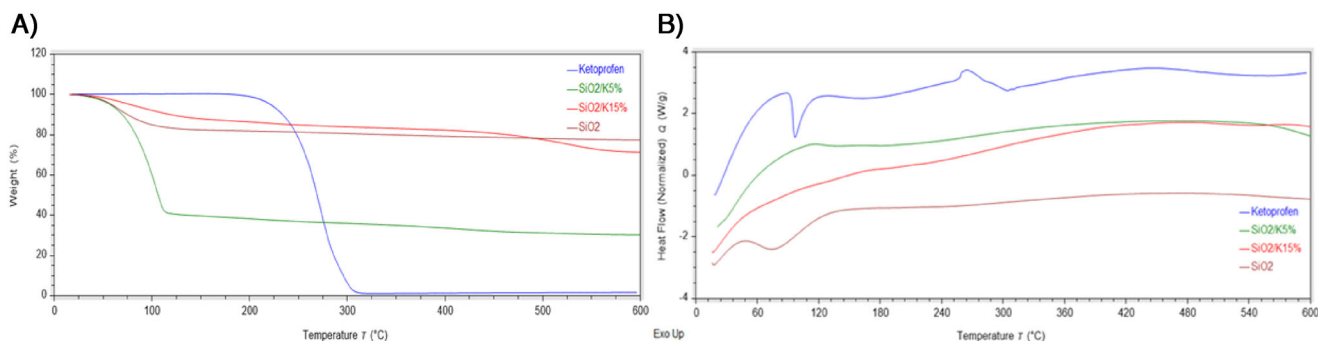 A)
120
100
80
60
40
20
0
Weight (%)
Ketoprofen
SiO2/K5%
SiO2/K15%
SiO2
0 100 200 300 400 500 600
Temperature T (°C)
B)
4
2
0
-2
-4
Heat Flow (Normalized) Q (W/g)
Ketoprofen
SiO2/K5%
SiO2/K15%
SiO2
0 60 120 180 240 300 360 420 480 540 600
Exo Up
Temperature T (°C)